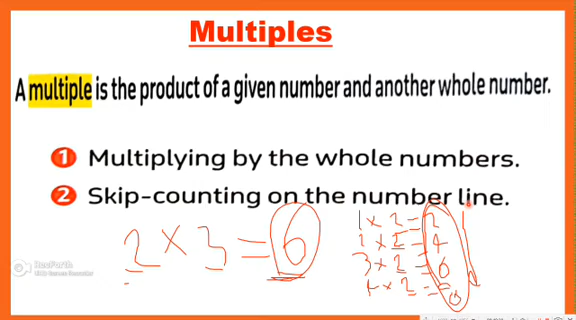 Multiples
A multiple is the product of a given number and another whole number.
1 Multiplying by the whole numbers.
2 Skip-counting on the number line.
2 × 3 = 6
1 × 2 = 2
2 × 2 = 4
3 × 2 = 6
4 × 2 = 8